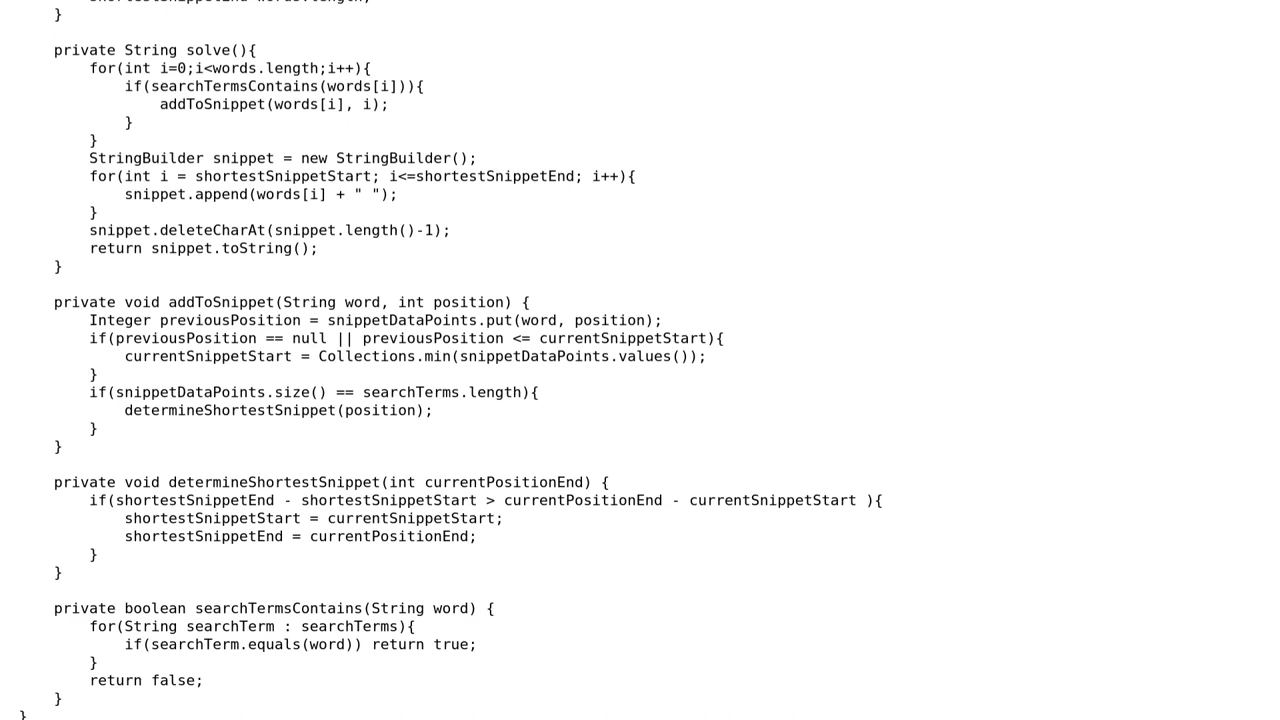 }
private String solve(){
for(int i=0;i<words.length;i++){
if(searchTermsContains(words[i])){
addToSnippet(words[i], i);
}
}
StringBuilder snippet = new StringBuilder();
for(int i = shortestSnippetStart; i<=shortestSnippetEnd; i++){
snippet.append(words[i] + " ");
}
snippet.deleteCharAt(snippet.length()-1);
return snippet.toString();
}
private void addToSnippet(String word, int position) {
Integer previousPosition = snippetDataPoints.put(word, position);
if(previousPosition == null || previousPosition <= currentSnippetStart){
currentSnippetStart = Collections.min(snippetDataPoints.values());
}
if(snippetDataPoints.size() == searchTerms.length){
determineShortestSnippet(position);
}
}
private void determineShortestSnippet(int currentPositionEnd) {
if(shortestSnippetEnd - shortestSnippetStart > currentPositionEnd - currentSnippetStart ){
shortestSnippetStart = currentSnippetStart;
shortestSnippetEnd = currentPositionEnd;
}
}
private boolean searchTermsContains(String word) {
for(String searchTerm : searchTerms){
if(searchTerm.equals(word)) return true;
}
return false;
}
}